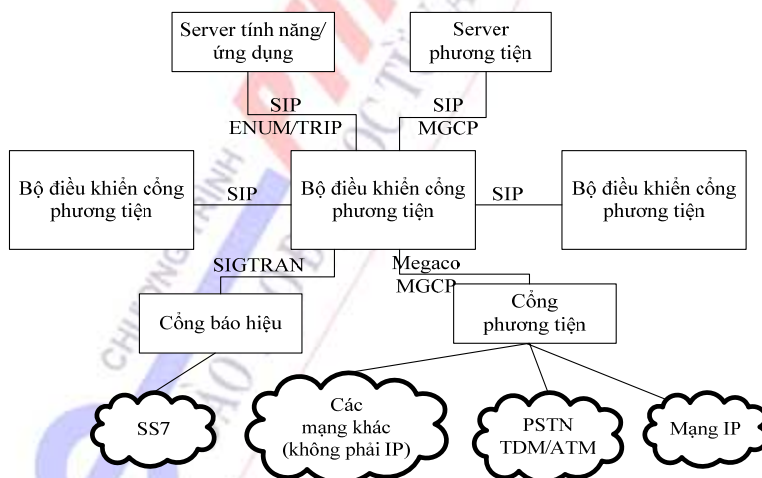 Server tính năng/
ứng dụng
Server
phương tiện
SIP
ENUM/TRIP
SIP
MGCP
Bộ điều khiển cổng
phương tiện
SIP
Bộ điều khiển cổng
phương tiện
SIP
Bộ điều khiển cổng
phương tiện
SIGTRAN
Megaco
MGCP
Cổng báo hiệu
Cổng
phương tiện
SS7
Các
mạng khác
(không phải IP)
PSTN
TDM/ATM
Mạng IP
CHƯƠNG TRÌNH